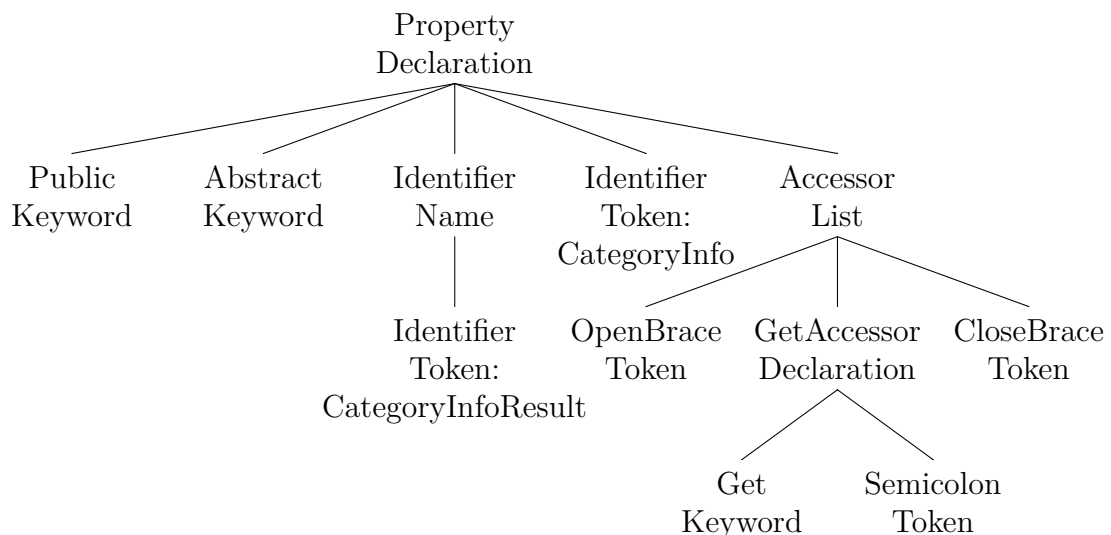 Property
Declaration
Public
Keyword
Abstract
Keyword
Identifier
Name
Identifier
Token:
CategoryInfo
Accessor
List
Identifier
Token:
CategoryInfoResult
OpenBrace
Token
GetAccessor
Declaration
CloseBrace
Token
Get
Keyword
Semicolon
Token